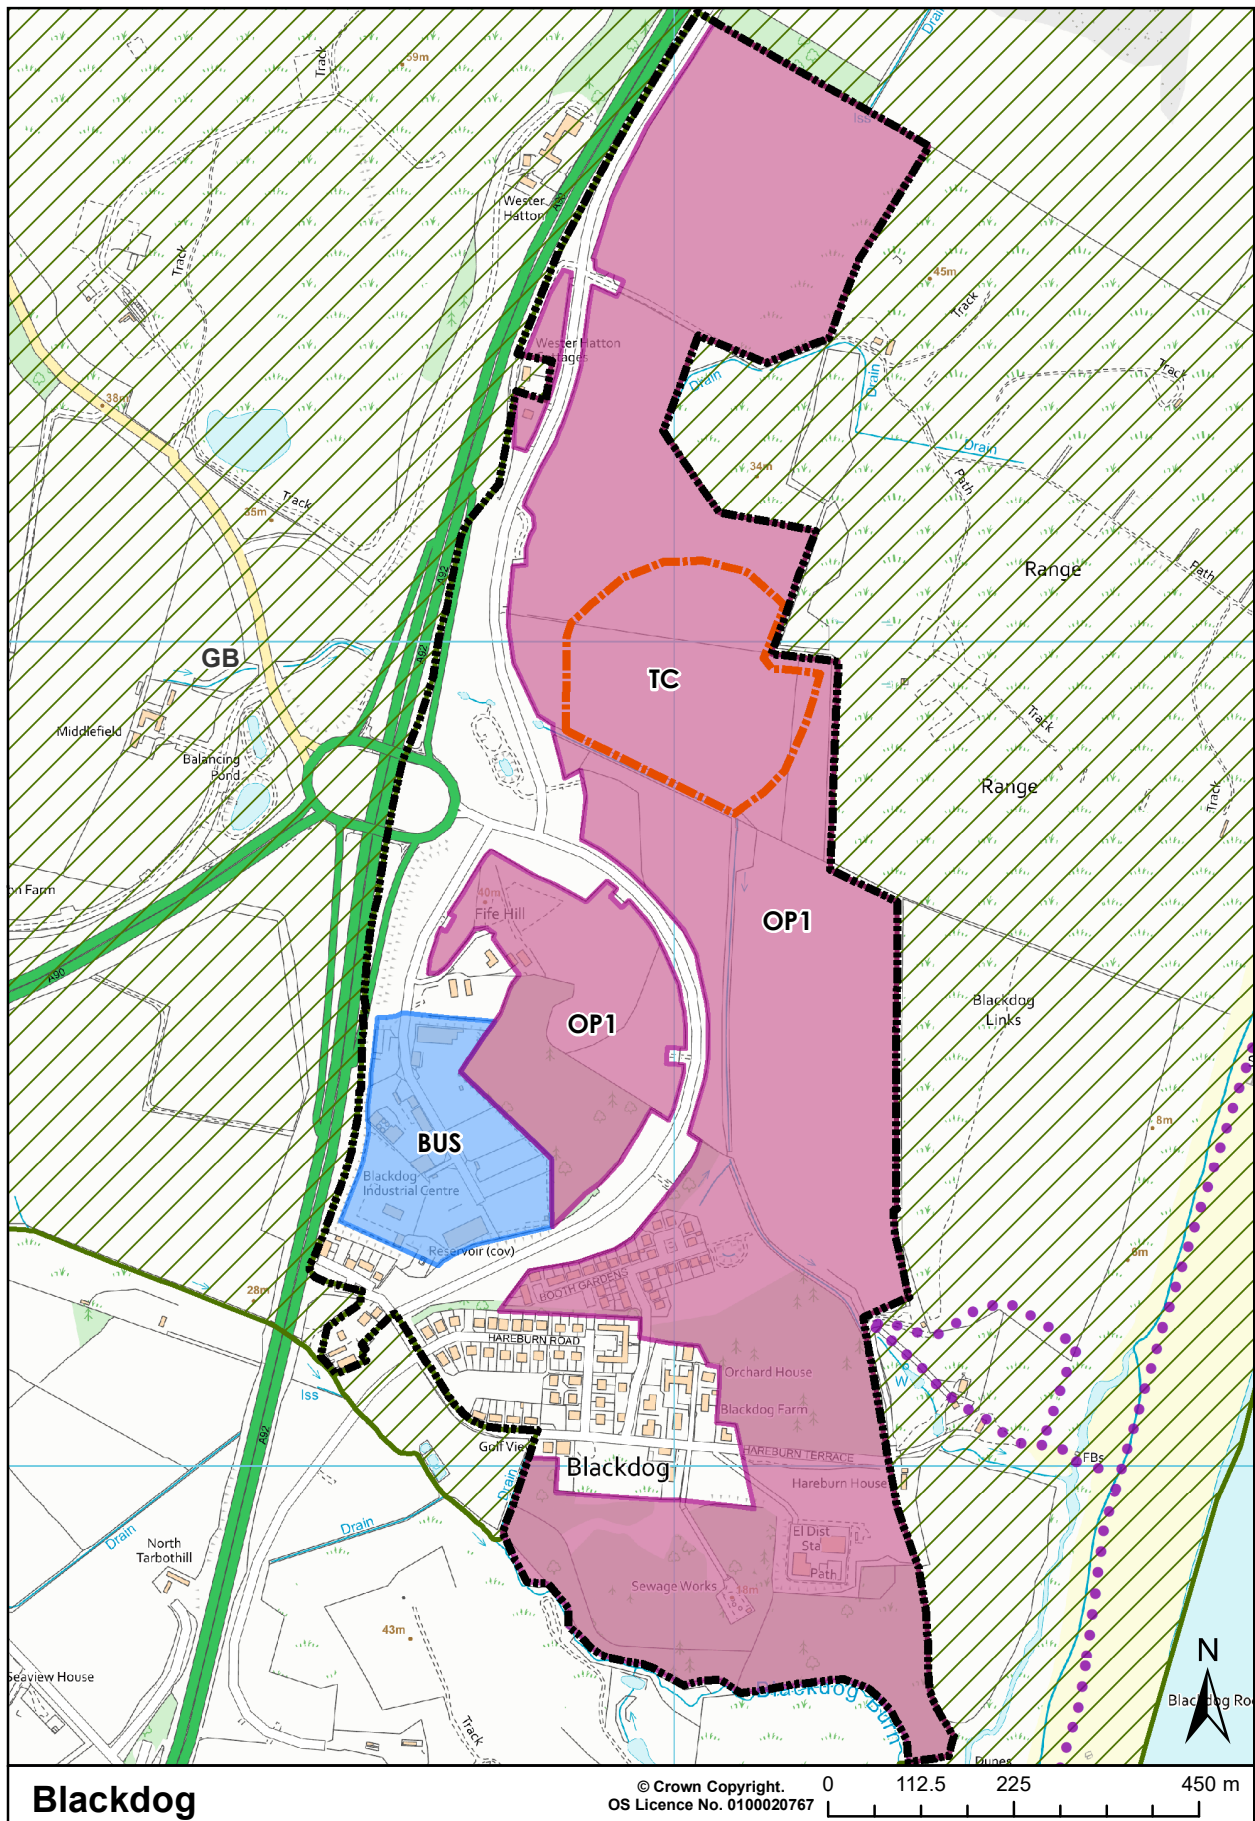 Drain
59m
Track
Iss
Wester
Hatton
A90
Track
45m
Track
Wester Hatton
Cottages
Drain
Drain
Track
38m
Drain
34m
Path
Track
35m
Range
Path
A92
GB
A92
TC
Track
Middlefield
Balancing
Pond
Range
Track
on Farm
40m
Fife Hill
OP1
A90
Blackdog
Links
OP1
8m
BUS
Blackdog
Industrial Centre
Reservoir (cov)
8m
28m
BOOTH GARDENS
HAREBURN ROAD
Iss
Orchard House
W
Blackdog Farm
A92
Golf View
HAREBURN TERRACE
FBs
Blackdog
Hareburn House
Drain
Drain
Drain
El Dist
Sta
North
Tarbothill
Path
Sewage Works
18m
43m
N
Seaview House
Blackdog Burn
Blackdog Ro
Track
Dunes
Blackdog
© Crown Copyright.
OS Licence No. 0100020767
0 112.5 225 450 m